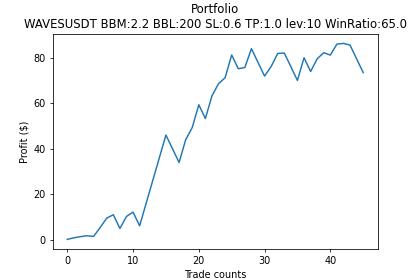 Portfolio
WAVESUSDT BBM:2.2 BBL:200 SL:0.6 TP:1.0 lev:10 WinRatio:65.0
80
60
40
20
0
Profit ($)
0 10 20 30 40
Trade counts